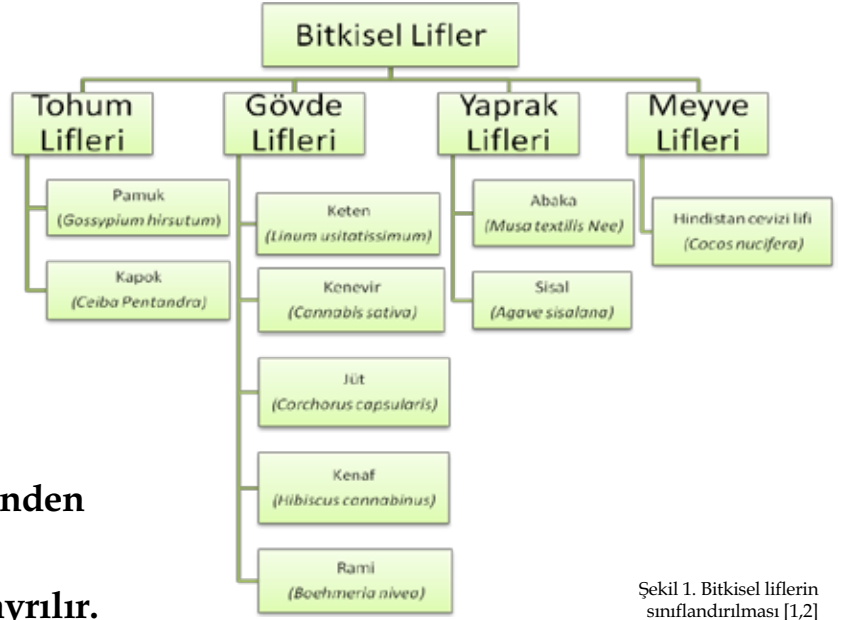 Bitkisel Lifler
Tohum
Lifleri
Pamuk
(Gossypium hirsutum)
Kapok
(Ceiba Pentandra)
Gövde
Lifleri
Keten
(Linum usitatissimum)
Kenevir
(Cannabis sativa)
Jüt
(Corchorus capsularis)
Kenaf
(Hibiscus cannabinus)
Rami
(Boehmeria nivea)
Yaprak
Lifleri
Abaka
(Musa textilis Nee)
Sisal
(Agave sisalana)
Meyve
Lifleri
Hindistan cevizi lifi
(Cocos nucifera)
Şekil 1. Bitkisel liflerin
sınıflandırılması [1,2]